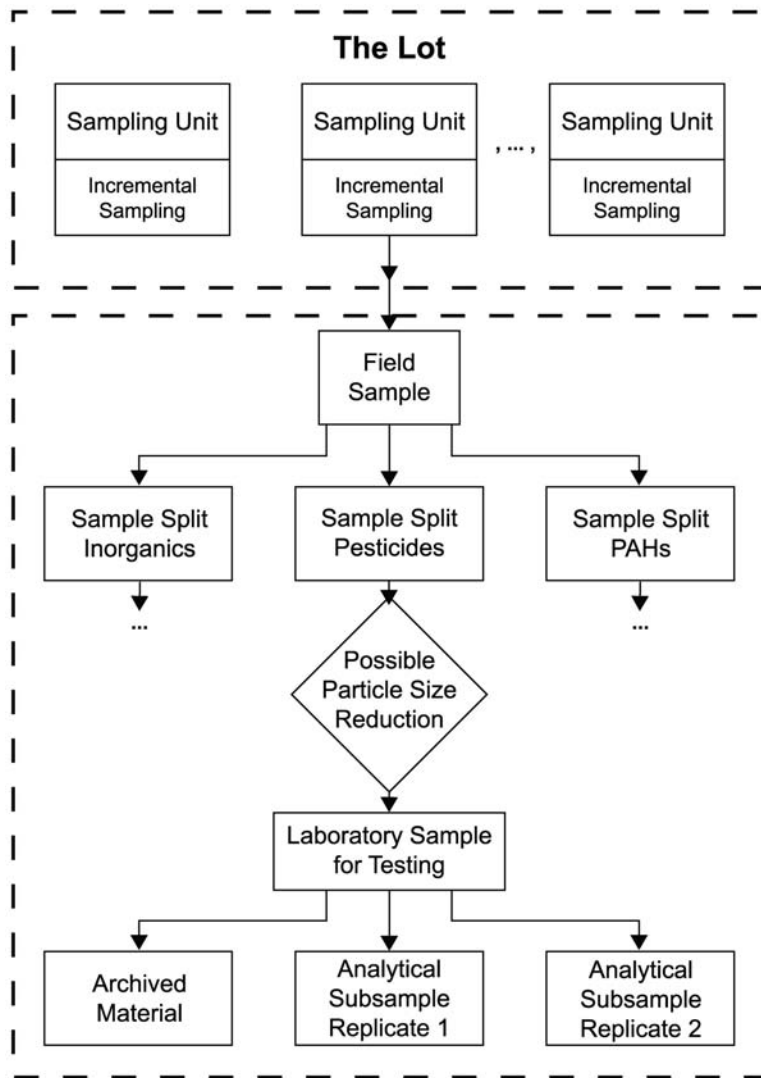 The Lot
Sampling Unit
Incremental
Sampling
Sampling Unit
Incremental
Sampling
, ... ,
Sampling Unit
Incremental
Sampling
Field
Sample
Sample Split
Inorganics
...
Sample Split
Pesticides
Sample Split
PAHs
...
Possible
Particle Size
Reduction
Laboratory Sample
for Testing
Archived
Material
Analytical
Subsample
Replicate 1
Analytical
Subsample
Replicate 2